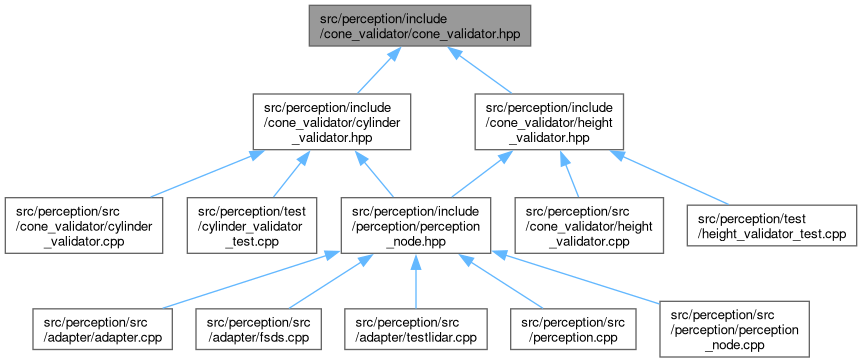 src/perception/include
/cone_validator/cone_validator.hpp
src/perception/include
/cone_validator/cylinder
_validator.hpp
src/perception/include
/cone_validator/height
_validator.hpp
src/perception/src
/cone_validator/cylinder
_validator.cpp
src/perception/test
/cylinder_validator
_test.cpp
src/perception/include
/perception/perception
_node.hpp
src/perception/src
/cone_validator/height
_validator.cpp
src/perception/test
/height_validator_test.cpp
src/perception/src
/adapter/adapter.cpp
src/perception/src
/adapter/fsds.cpp
src/perception/src
/adapter/testlidar.cpp
src/perception/src
/perception.cpp
src/perception/src
/perception/perception
_node.cpp